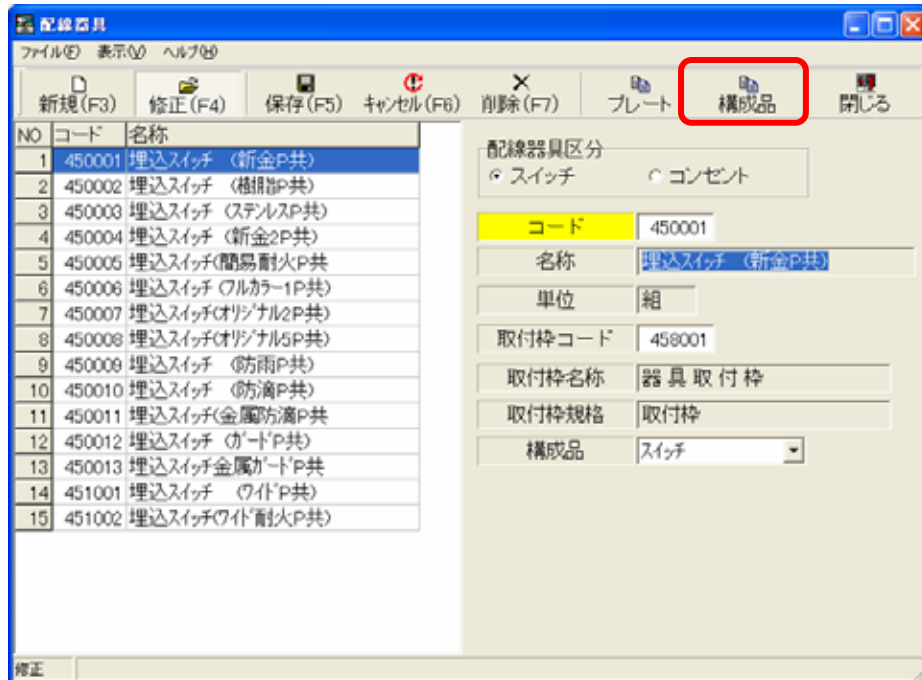 配線器具
ファイル(F) 表示(V) ヘルプ(H)
新規(F3) 修正(F4) 保存(F5) キャンセル(F6) 削除(F7) プレート 構成品 閉じる
NO コード 名称
1 450001 埋込スイッチ (新金P共)
2 450002 埋込スイッチ (樹脂P共)
3 450003 埋込スイッチ (ステンレスP共)
4 450004 埋込スイッチ (新金2P共)
5 450005 埋込スイッチ(簡易耐火P共
6 450006 埋込スイッチ (フルカラー1P共)
7 450007 埋込スイッチ(オリジナル2P共)
8 450008 埋込スイッチ(オリジナル5P共)
9 450009 埋込スイッチ (防雨P共)
10 450010 埋込スイッチ (防滴P共)
11 450011 埋込スイッチ(金属防滴P共
12 450012 埋込スイッチ (ガードP共)
13 450013 埋込スイッチ金属ガードP共
14 451001 埋込スイッチ (ワイドP共)
15 451002 埋込スイッチ(ワイド耐火P共)
配線器具区分
スイッチ コンセント
コード 450001
名称 埋込スイッチ (新金P共)
単位 組
取付枠コード 458001
取付枠名称 器具取付枠
取付枠規格 取付枠
構成品 スイッチ
修正